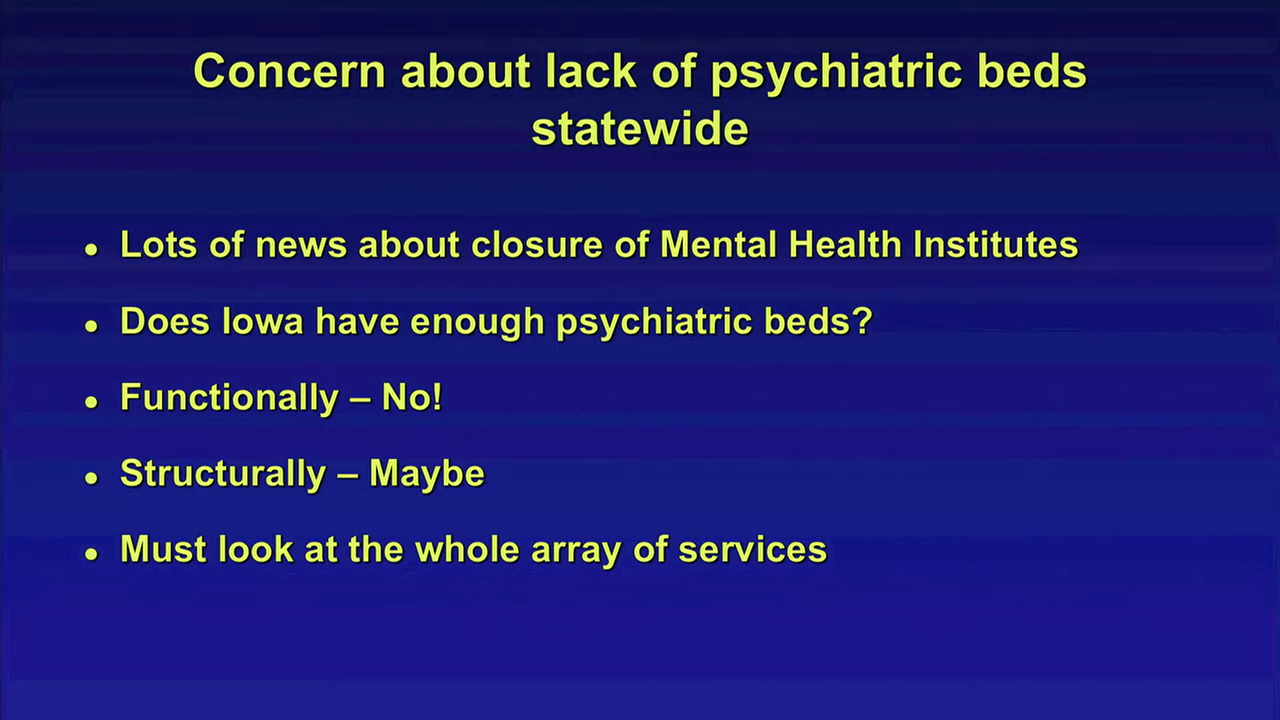 Concern about lack of psychiatric beds
statewide
• Lots of news about closure of Mental Health Institutes
• Does Iowa have enough psychiatric beds?
• Functionally – No!
• Structurally – Maybe
• Must look at the whole array of services